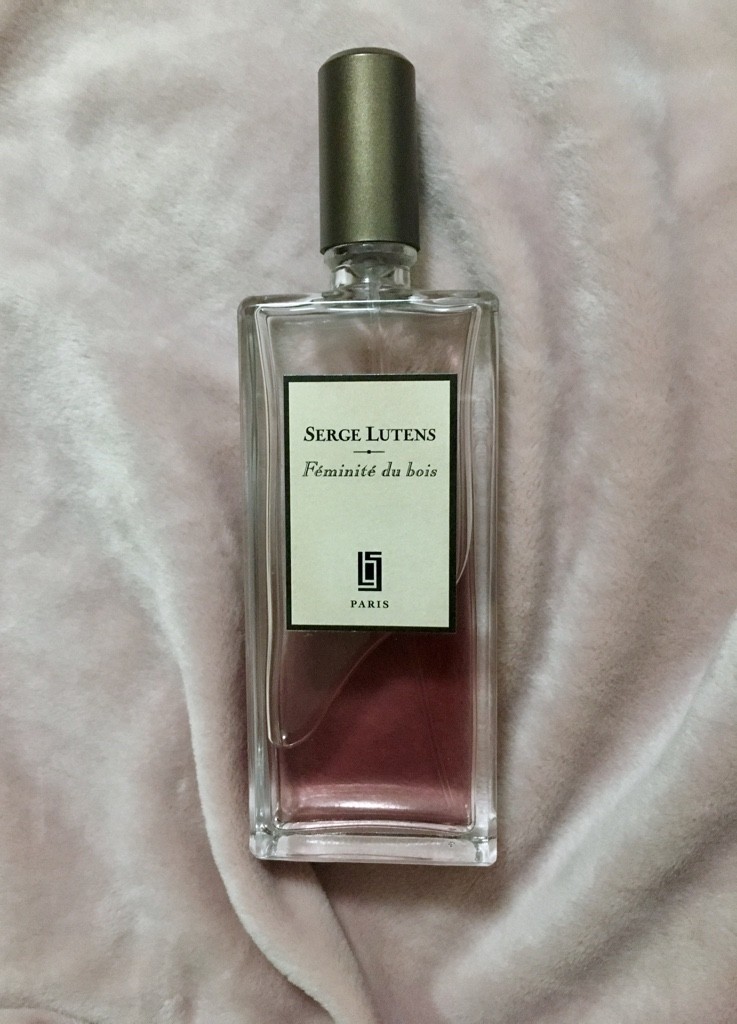 SERGE LUTENS
Féminité du bois
PARIS